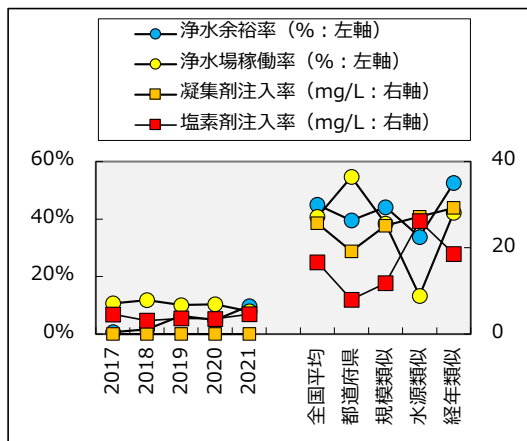 浄水余裕率（%：左軸）
浄水場稼働率（%：左軸）
凝集剤注入率（mg/L：右軸）
塩素剤注入率（mg/L：右軸）
60%
40%
20%
0%
40
20
0
2017
2018
2019
2020
2021
全国平均
都道府県
規模類似
水源類似
経年類似